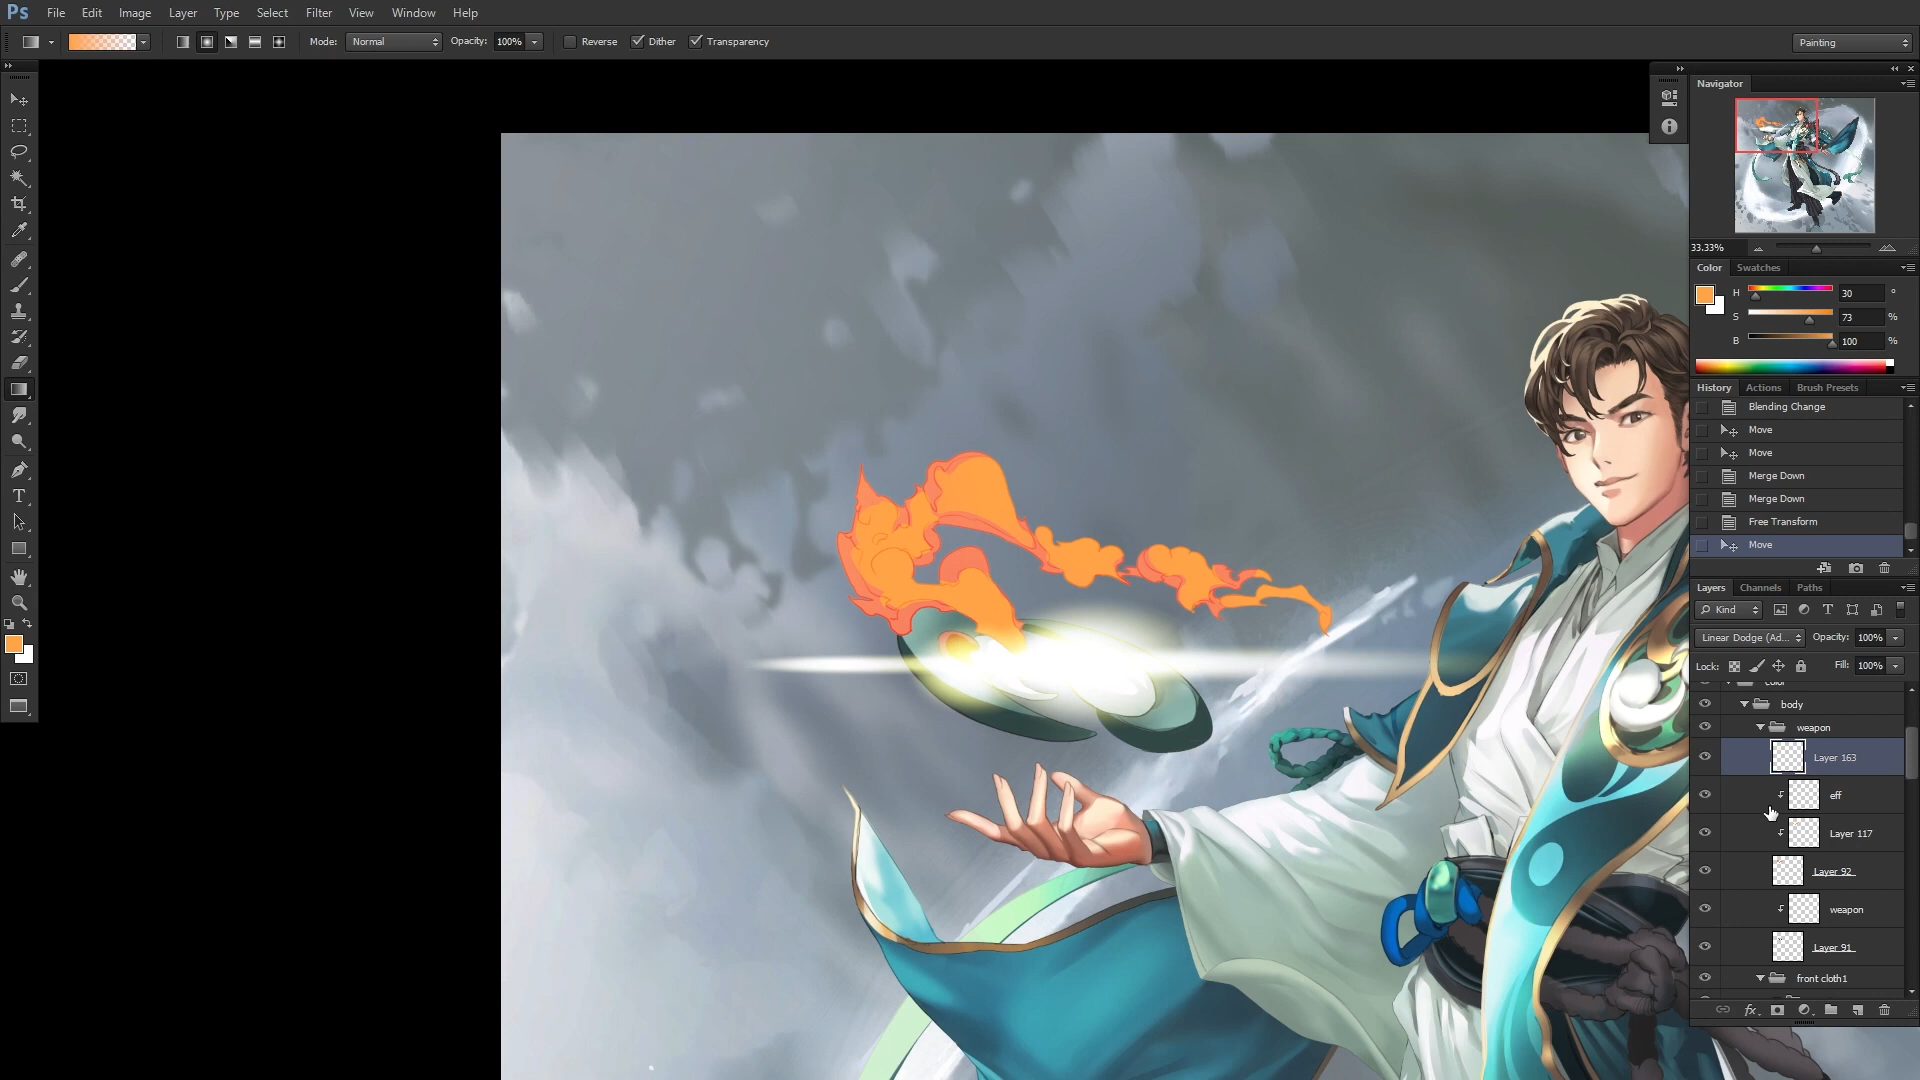 Ps File Edit Image Layer Type Select Filter View Window Help
Mode: Normal Opacity: 100% Reverse Dither Transparency Painting
Navigator
33.33%
Color Swatches
H 30 °
S 73 %
B 100 %
History Actions Brush Presets
Blending Change
Move
Move
Merge Down
Merge Down
Free Transform
Move
Layers Channels Paths
Kind
Linear Dodge (Ad... Opacity: 100%
Lock: Fill: 100%
color
body
weapon
Layer 163
eff
Layer 117
Layer 92
weapon
Layer 91
front cloth1
fx